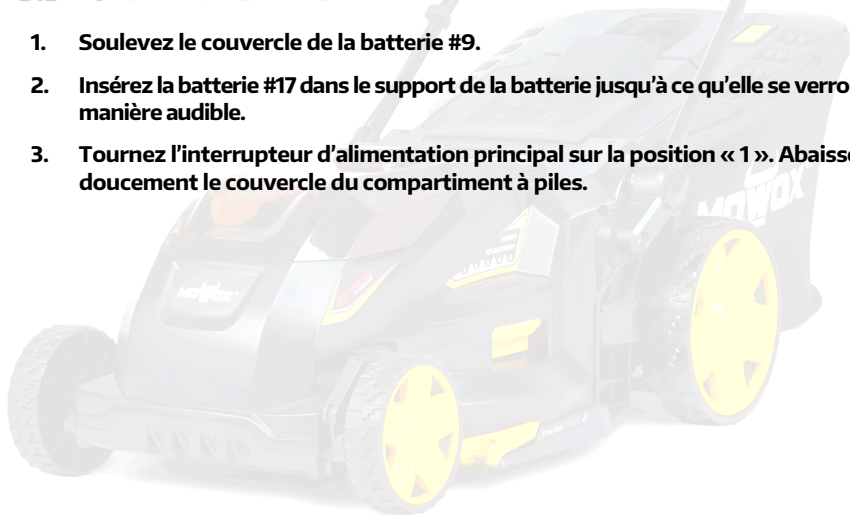 1. Soulevez le couvercle de la batterie #9.
2. Insérez la batterie #17 dans le support de la batterie jusqu'à ce qu'elle se verro
manière audible.
3. Tournez l'interrupteur d'alimentation principal sur la position « 1 ». Abaisse
doucement le couvercle du compartiment à piles.
MOWOX
MOWOX